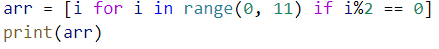 arr = [i for i in range(0, 11) if i%2 == 0]
print(arr)